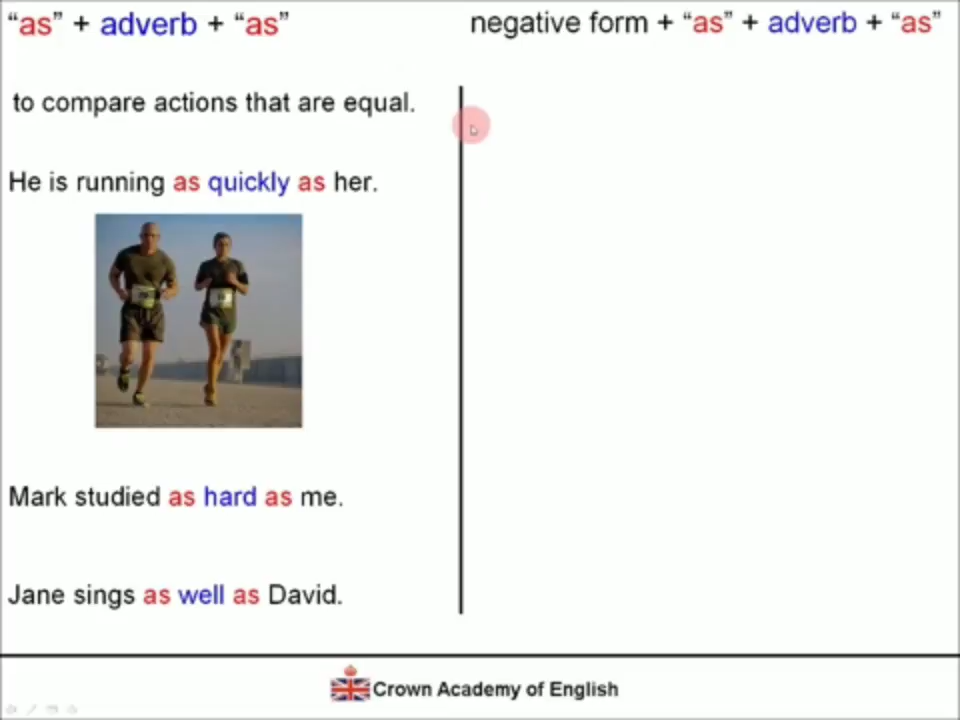 “as” + adverb + “as”
negative form + “as” + adverb + “as”
to compare actions that are equal.
He is running as quickly as her.
Mark studied as hard as me.
Jane sings as well as David.
Crown Academy of English